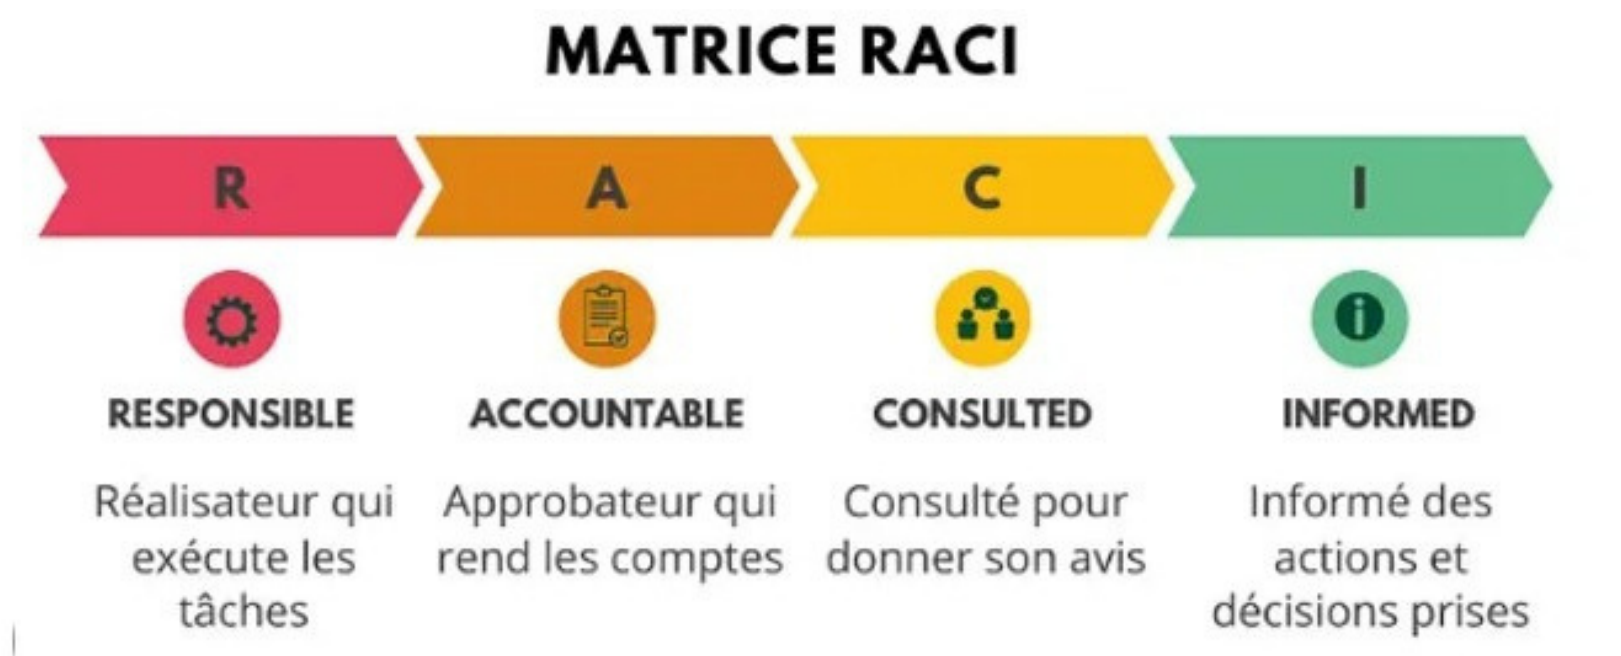 MATRICE RACI
R
A
C
I
RESPONSIBLE
Réalisateur qui
exécute les
tâches
ACCOUNTABLE
Approbateur qui
rend les comptes
CONSULTED
Consulté pour
donner son avis
INFORMED
Informé des
actions et
décisions prises